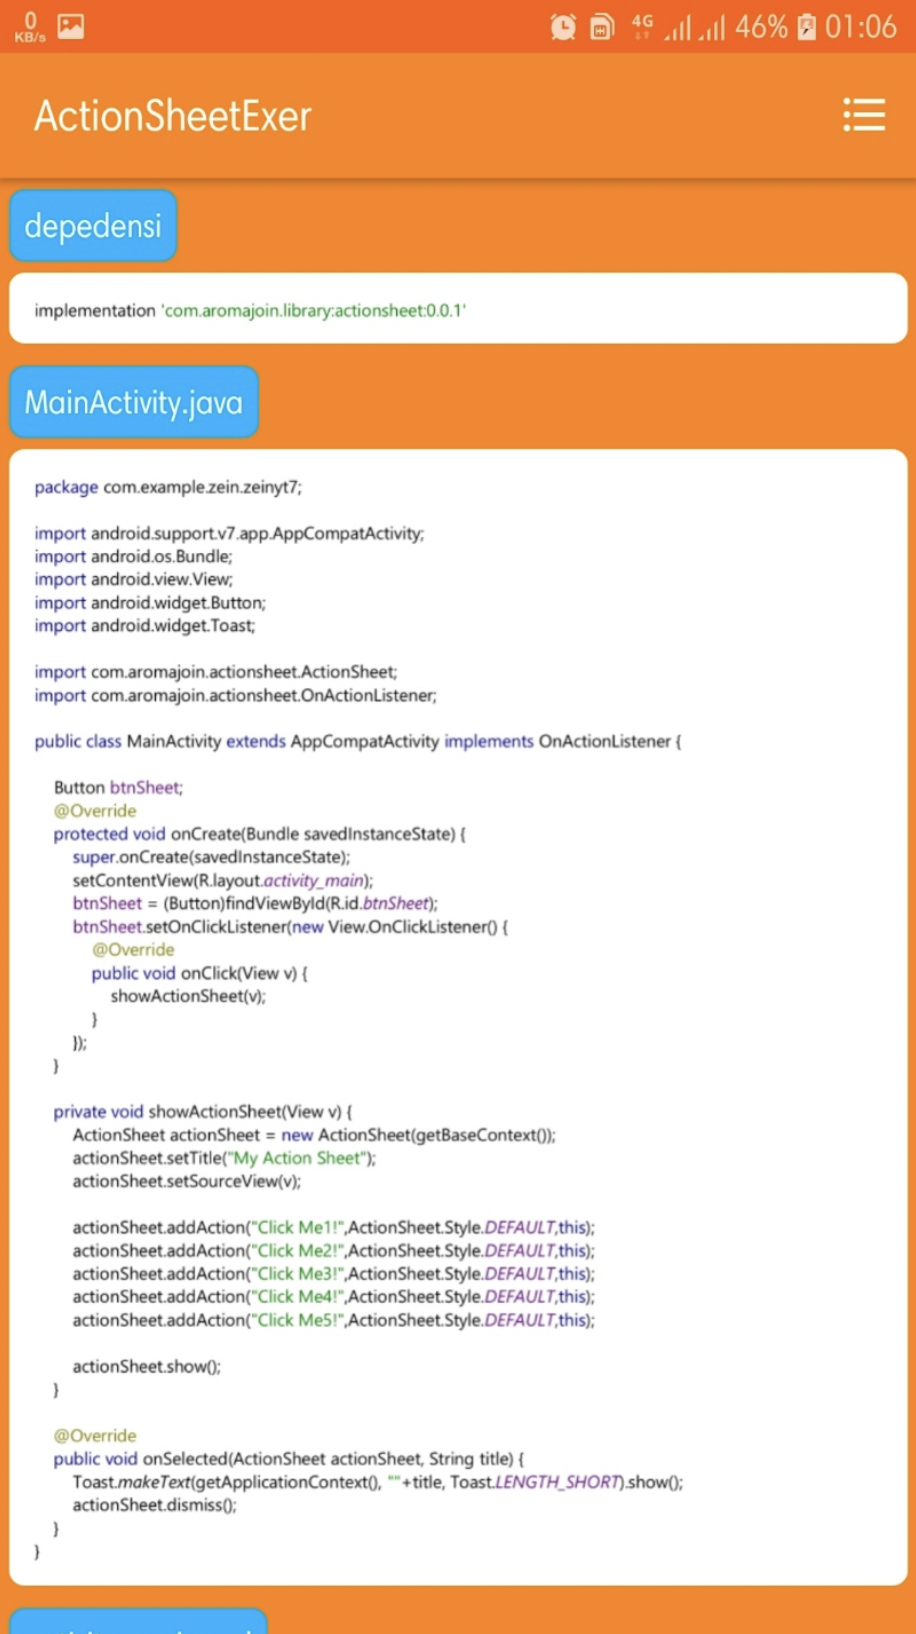 0
KB/s
4G
46%
01:06
ActionSheetExer
depedensi
implementation 'com.aromajoin.library:actionsheet:0.0.1'
MainActivity.java
package com.example.zein.zeinyt7;
import android.support.v7.app.AppCompatActivity;
import android.os.Bundle;
import android.view.View;
import android.widget.Button;
import android.widget.Toast;
import com.aromajoin.actionsheet.ActionSheet;
import com.aromajoin.actionsheet.OnActionListener;
public class MainActivity extends AppCompatActivity implements OnActionListener {
Button btnSheet;
@Override
protected void onCreate(Bundle savedInstanceState) {
super.onCreate(savedInstanceState);
setContentView(R.layout.activity_main);
btnSheet = (Button)findViewById(R.id.btnSheet);
btnSheet.setOnClickListener(new View.OnClickListener() {
@Override
public void onClick(View v) {
showActionSheet(v);
}
});
}
private void showActionSheet(View v) {
ActionSheet actionSheet = new ActionSheet(getBaseContext());
actionSheet.setTitle("My Action Sheet");
actionSheet.setSourceView(v);
actionSheet.addAction("Click Me1!",ActionSheet.Style.DEFAULT,this);
actionSheet.addAction("Click Me2!",ActionSheet.Style.DEFAULT,this);
actionSheet.addAction("Click Me3!",ActionSheet.Style.DEFAULT,this);
actionSheet.addAction("Click Me4!",ActionSheet.Style.DEFAULT,this);
actionSheet.addAction("Click Me5!",ActionSheet.Style.DEFAULT,this);
actionSheet.show();
}
@Override
public void onSelected(ActionSheet actionSheet, String title) {
Toast.makeText(getApplicationContext(), ""+title, Toast.LENGTH_SHORT).show();
actionSheet.dismiss();
}
}